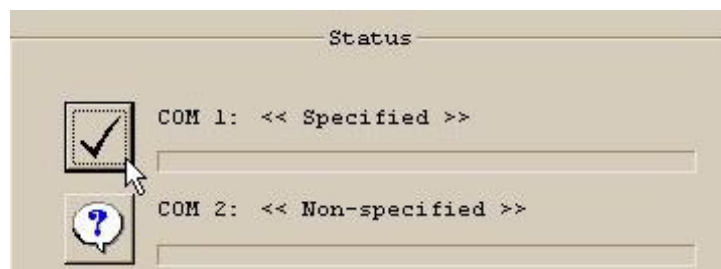 Status
COM 1: << Specified >>
?
COM 2: << Non-specified >>